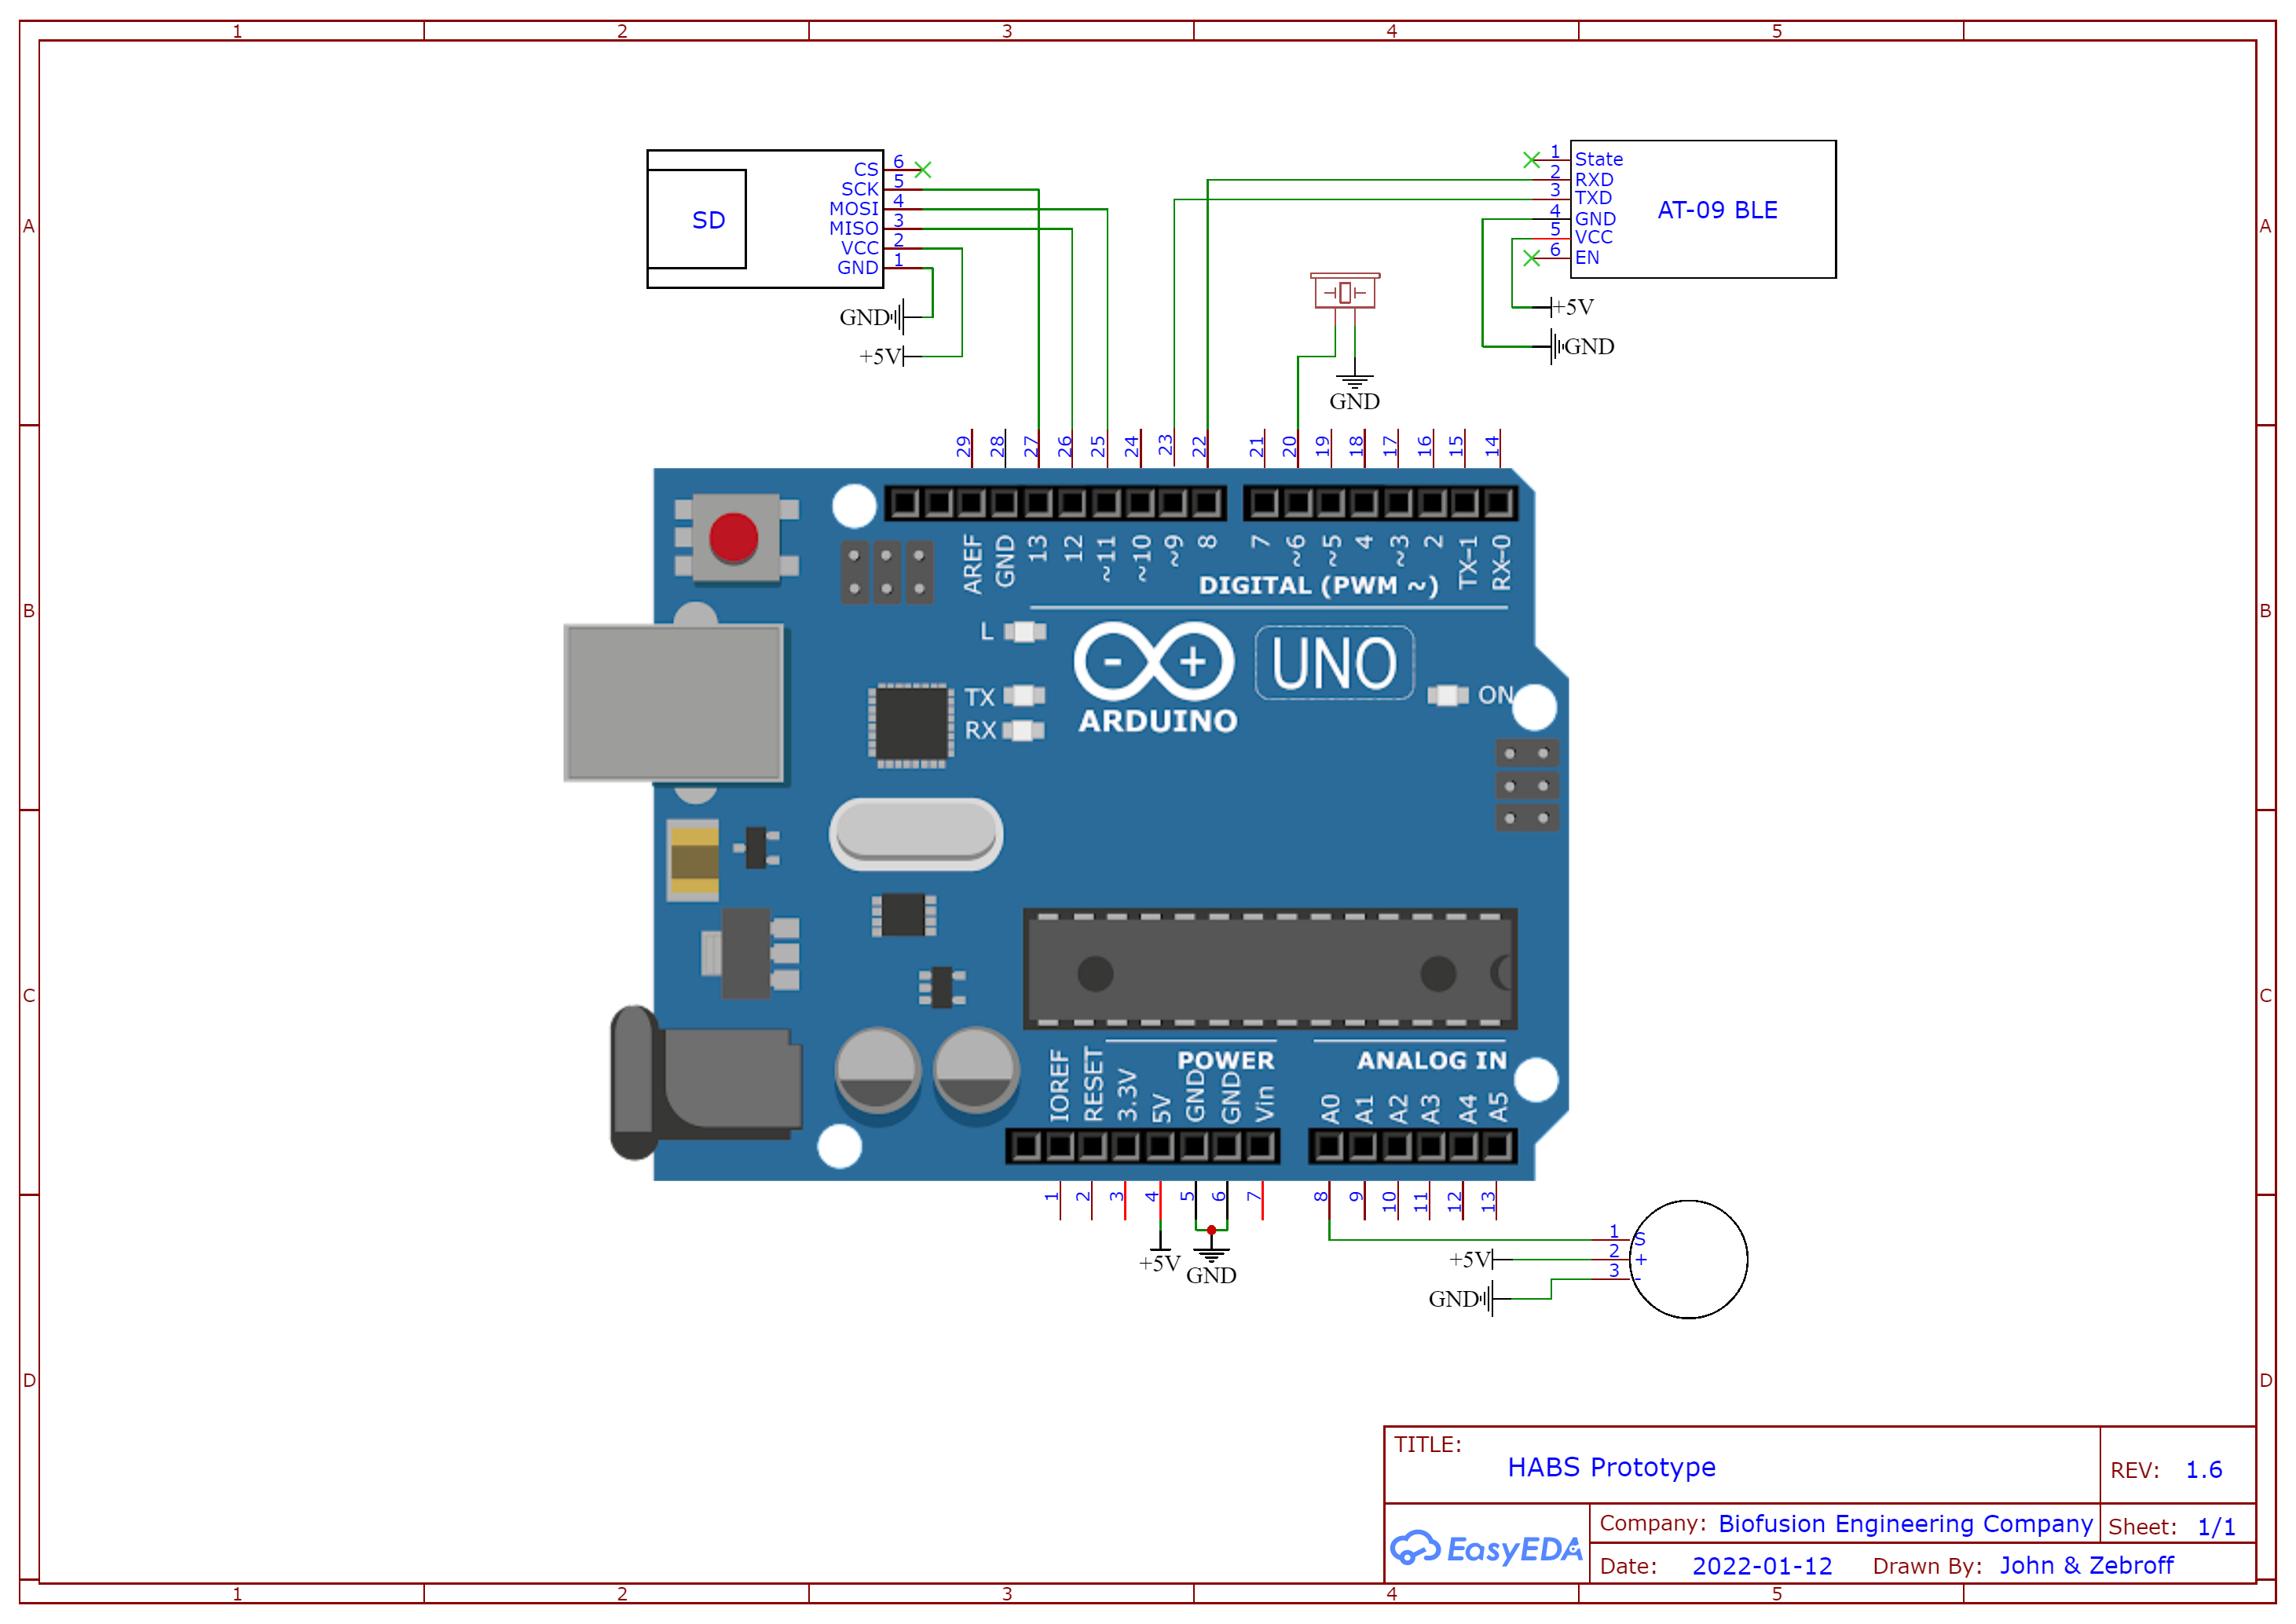 1 2 3 4 5
A A
B B
C C
D D
1 2 3 4 5
SD
CS 6
SCK 5
MOSI 4
MISO 3
VCC 2
GND 1
GND
+5V
1 State
2 RXD
3 TXD
4 GND
5 VCC
6 EN
AT-09 BLE
+5V
GND
GND
29 28 27 26 25 24 23 22 21 20 19 18 17 16 15 14
AREF GND 13 12 ~11 ~10 ~9 8 7 ~6 ~5 4 ~3 2 TX-1 RX-0
DIGITAL (PWM ~)
L
TX
RX
- +
ARDUINO
UNO
ON
POWER
ANALOG IN
IOREF RESET 3.3V 5V GND GND Vin A0 A1 A2 A3 A4 A5
1 2 3 4 5 6 7 8 9 10 11 12 13
+5V
GND
1 S
+5V 2 +
3 -
GND
TITLE:
HABS Prototype
REV: 1.6
EasyEDA
Company: Biofusion Engineering Company
Sheet: 1/1
Date: 2022-01-12
Drawn By: John & Zebroff